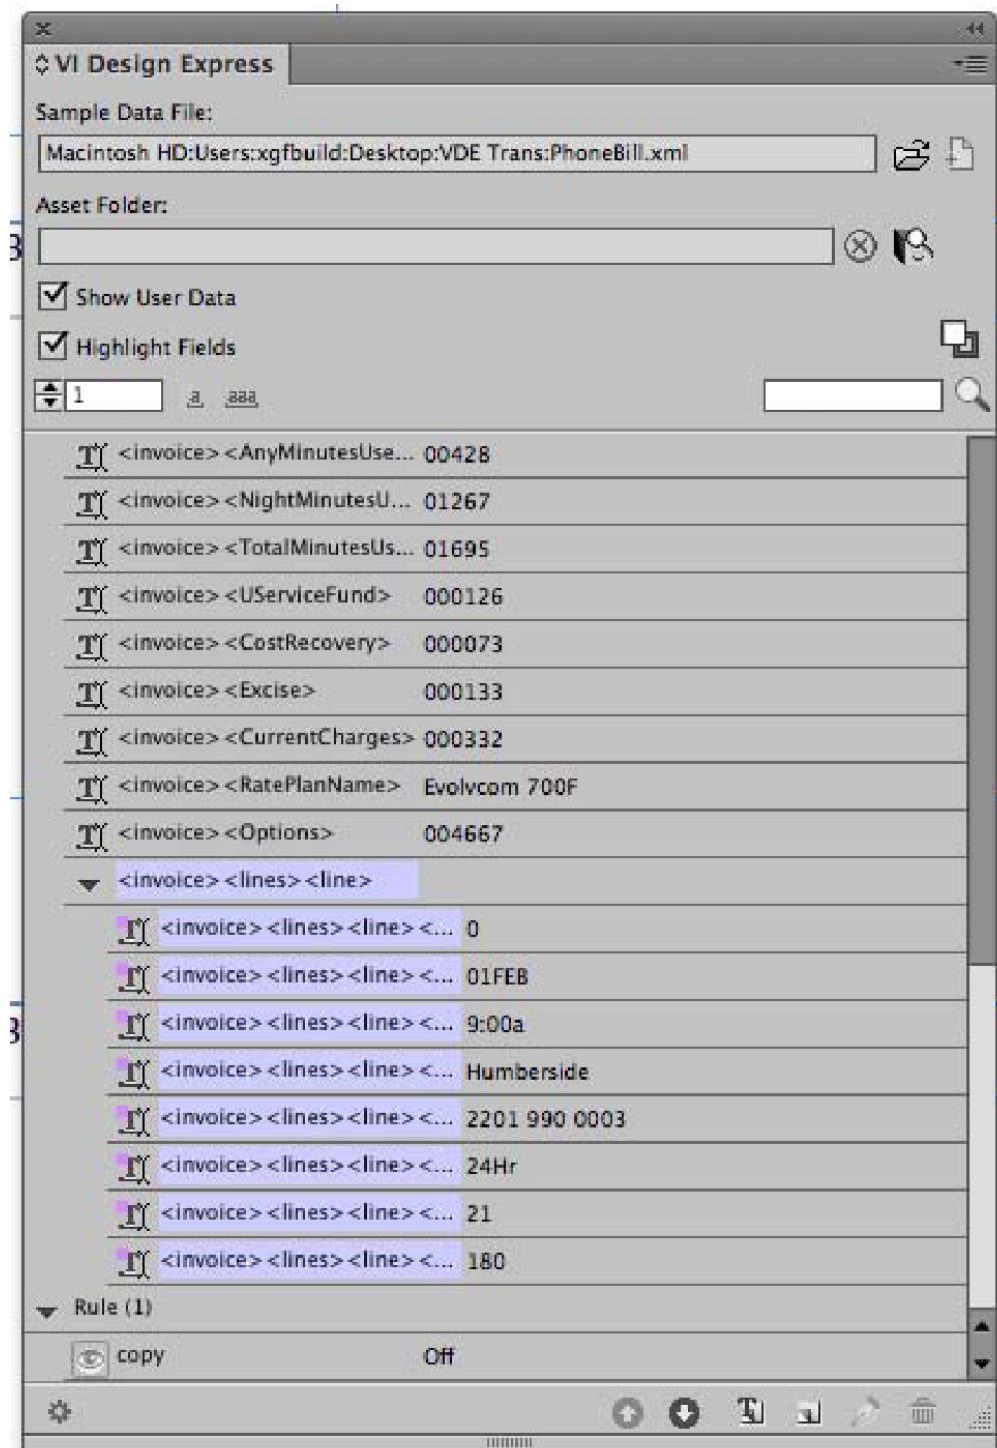 VI Design Express
Sample Data File:
Macintosh HD:Users:xgfbuild:Desktop:VDE Trans:PhoneBill.xml
Asset Folder:
Show User Data
Highlight Fields
1 a aaa
<invoice><AnyMinutesUse... 00428
<invoice><NightMinutesU... 01267
<invoice><TotalMinutesUs... 01695
<invoice><UServiceFund> 000126
<invoice><CostRecovery> 000073
<invoice><Excise> 000133
<invoice><CurrentCharges> 000332
<invoice><RatePlanName> Evolvcom 700F
<invoice><Options> 004667
<invoice><lines><line>
<invoice><lines><line><... 0
<invoice><lines><line><... 01FEB
<invoice><lines><line><... 9:00a
<invoice><lines><line><... Humberside
<invoice><lines><line><... 2201 990 0003
<invoice><lines><line><... 24Hr
<invoice><lines><line><... 21
<invoice><lines><line><... 180
Rule (1)
copy Off